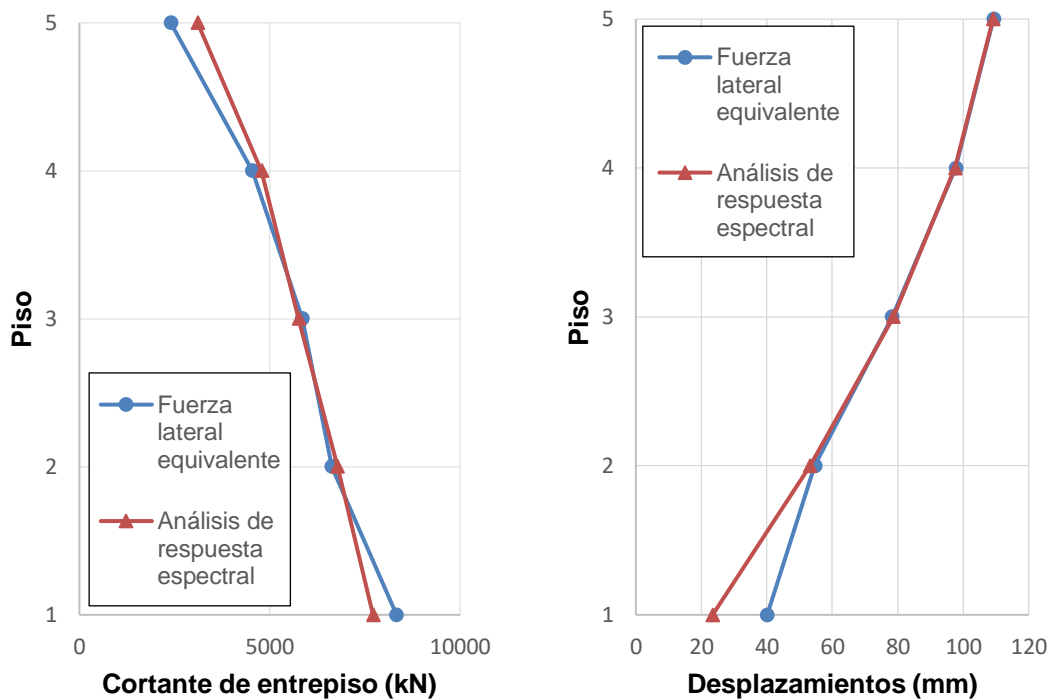 5
4
3
2
1
Piso
Fuerza
lateral
equivalente
Análisis de
respuesta
espectral
0
5000
10000
Cortante de entrepiso (kN)
5
4
3
2
1
Piso
Fuerza
lateral
equivalente
Análisis de
respuesta
espectral
0
20
40
60
80
100
120
Desplazamientos (mm)